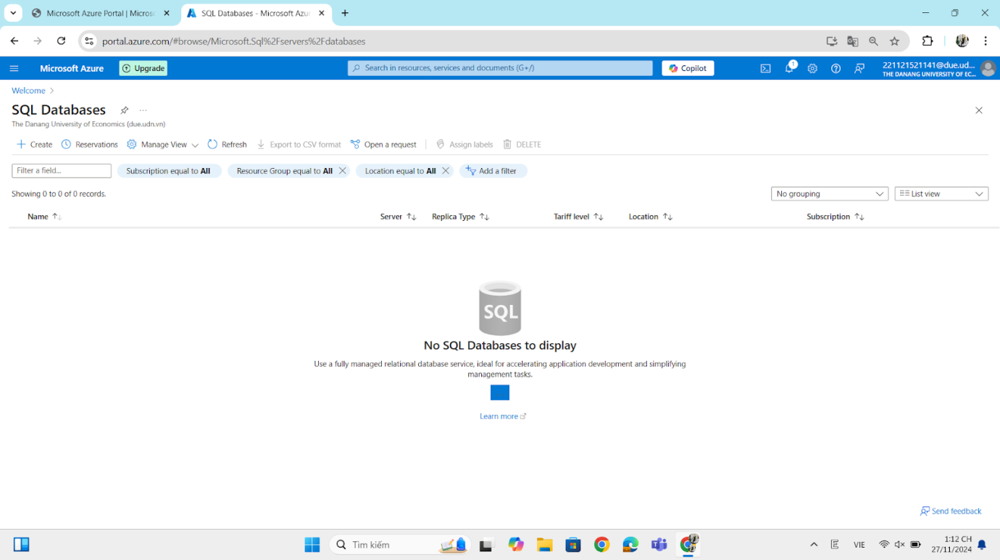 Microsoft Azure Portal | Micros
SQL Databases - Microsoft Azu
portal.azure.com/#browse/Microsoft.Sql%2Fservers%2Fdatabases
Microsoft Azure
Upgrade
Search in resources, services and documents (G+/)
Copilot
1
221121521141@due.ud...
THE DANANG UNIVERSITY OF EC...
Welcome
SQL Databases
...
The Danang University of Economics (due.udn.vn)
Create
Reservations
Manage View
Refresh
Export to CSV format
Open a request
Assign labels
DELETE
Filter a field...
Subscription equal to All
Resource Group equal to All
Location equal to All
Add a filter
Showing 0 to 0 of 0 records.
No grouping
List view
Name
Server
Replica Type
Tariff level
Location
Subscription
SQL
No SQL Databases to display
Use a fully managed relational database service, ideal for accelerating application development and simplifying
management tasks.
Learn more
Send feedback
Tìm kiếm
VIE
1:12 CH
27/11/2024